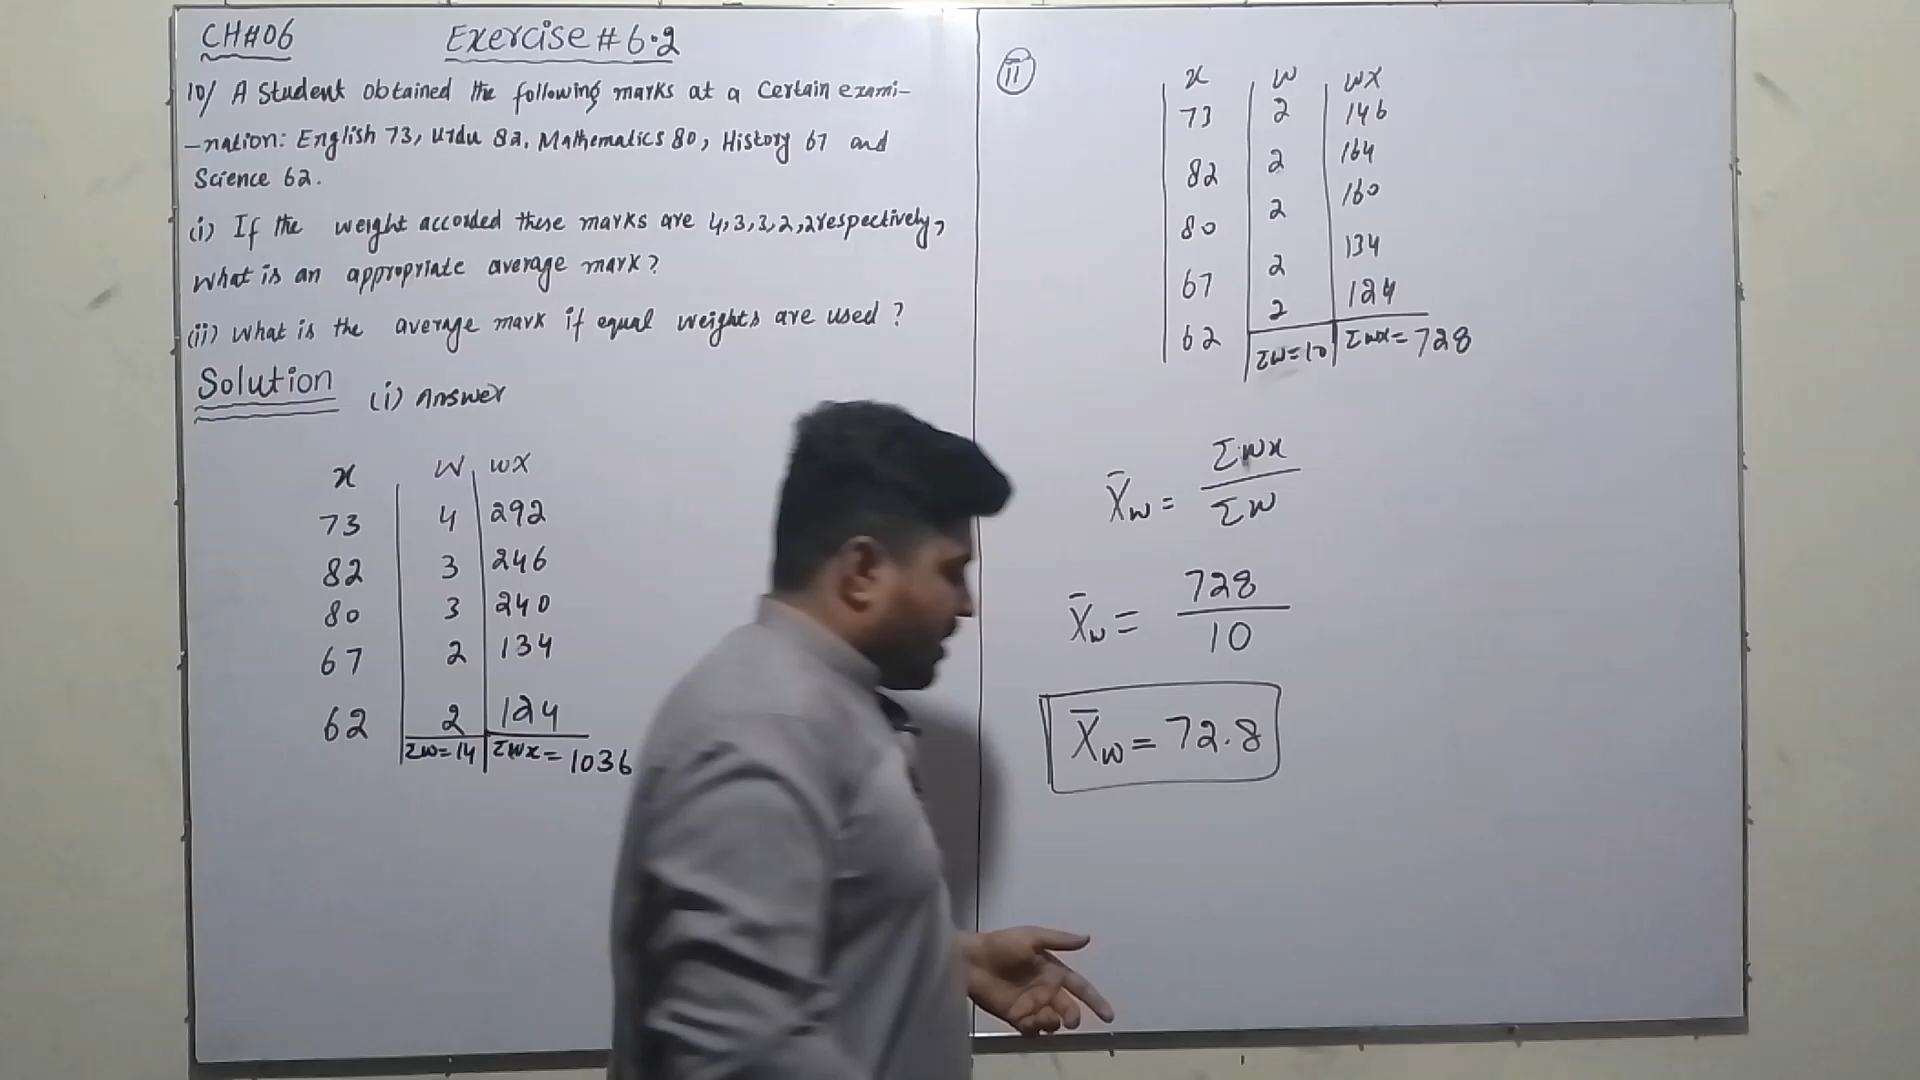 CH#06
Exercise # 6.2
10/ A Student obtained the following marks at a Certain exami-
-nation: English 73, Urdu 82, Mathematics 80, History 67 and
Science 62.
(i) If the weight accorded these marks are 4,3,3,2,2 respectively,
What is an appropriate average mark?
(ii) What is the average mark if equal weights are used?
Solution (i) Answer
x W WX
73 4 292
82 3 246
80 3 240
67 2 134
62 2 124
ΣW=14 ΣWx=1036
ii
x W WX
73 2 146
82 2 164
80 2 160
67 2 134
62 2 124
ΣW=10 ΣWx=728
X̄w = ΣWx / ΣW
X̄w = 728 / 10
X̄w = 72.8